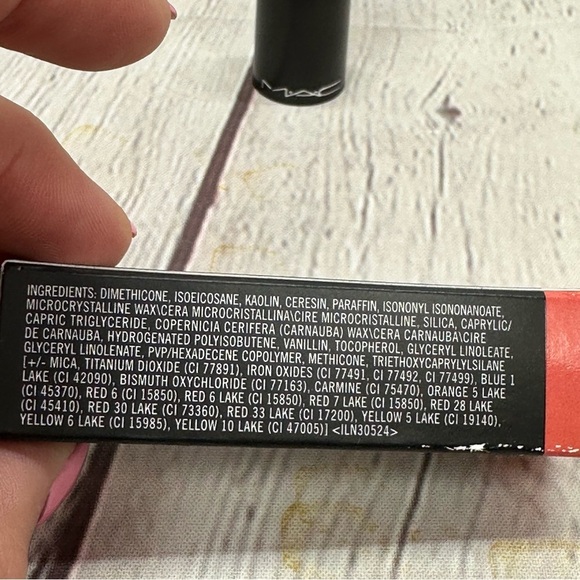 MAC
INGREDIENTS: DIMETHICONE, ISOEICOSANE, KAOLIN, CERESIN, PARAFFIN, ISONONYL ISONONANOATE,
MICROCRYSTALLINE WAX\CERA MICROCRISTALLINA\CIRE MICROCRISTALLINE, SILICA, CAPRYLIC/
CAPRIC TRIGLYCERIDE, COPERNICIA CERIFERA (CARNAUBA) WAX\CERA CARNAUBA\CIRE
DE CARNAUBA, HYDROGENATED POLYISOBUTENE, VANILLIN, TOCOPHEROL, GLYCERYL LINOLEATE,
GLYCERYL LINOLENATE, PVP/HEXADECENE COPOLYMER, METHICONE, TRIETHOXYCAPRYLYLSILANE
[+/- MICA, TITANIUM DIOXIDE (CI 77891), IRON OXIDES (CI 77491, CI 77492, CI 77499), BLUE 1
LAKE (CI 42090), BISMUTH OXYCHLORIDE (CI 77163), CARMINE (CI 75470), ORANGE 5 LAKE
(CI 45370), RED 6 (CI 15850), RED 6 LAKE (CI 15850), RED 7 LAKE (CI 15850), RED 28 LAKE
(CI 45410), RED 30 LAKE (CI 73360), RED 33 LAKE (CI 17200), YELLOW 5 LAKE (CI 19140),
YELLOW 6 LAKE (CI 15985), YELLOW 10 LAKE (CI 47005)] <ILN30524>